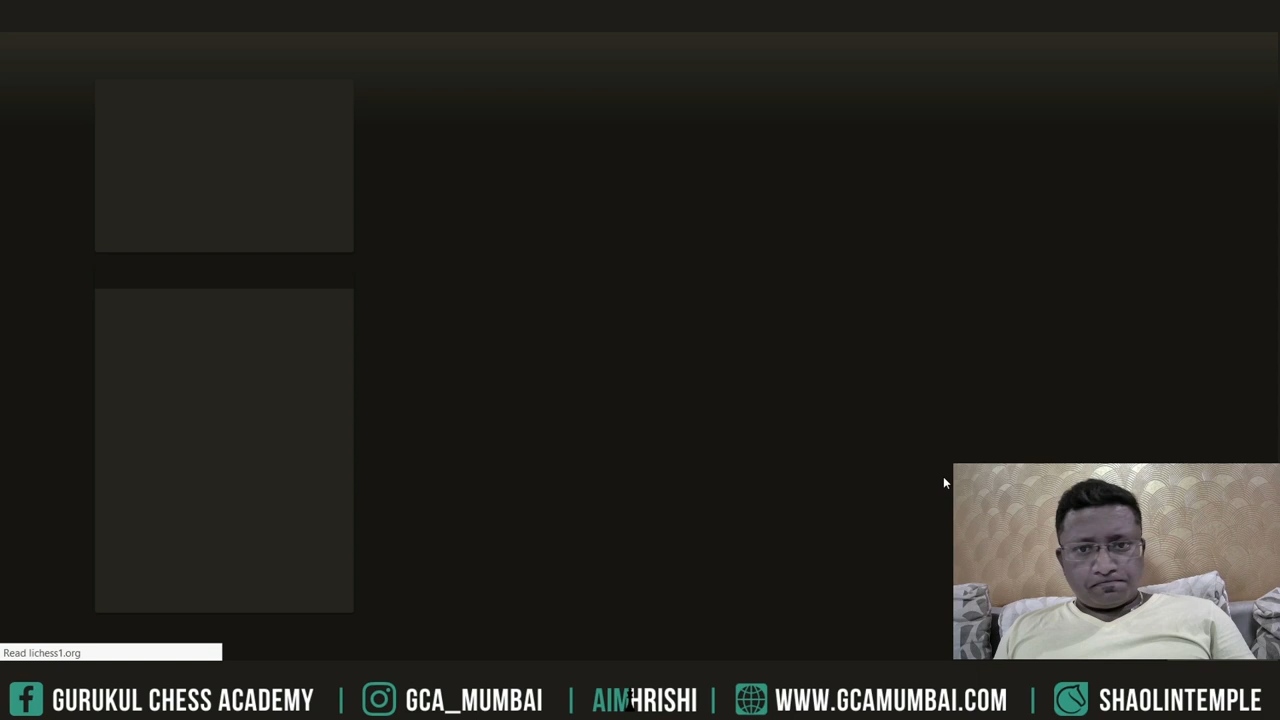 Read lichess1.org
GURUKUL CHESS ACADEMY | GCA_MUMBAI | AIMHRISHI | WWW.GCAMUMBAI.COM | SHAOLINTEMPLE